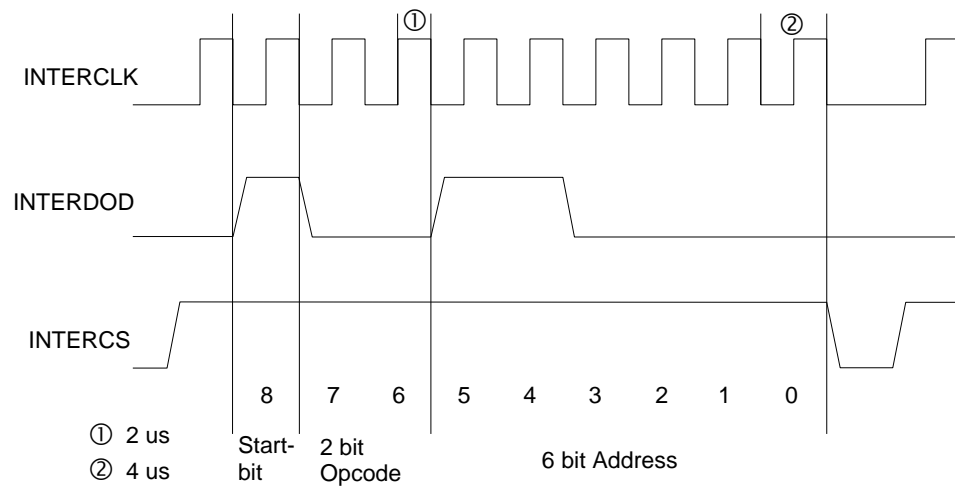 ① ②
INTERCLK
INTERDOD
INTERCS
8 7 6 5 4 3 2 1 0
① 2 us
② 4 us
Start-
bit
2 bit
Opcode
6 bit Address